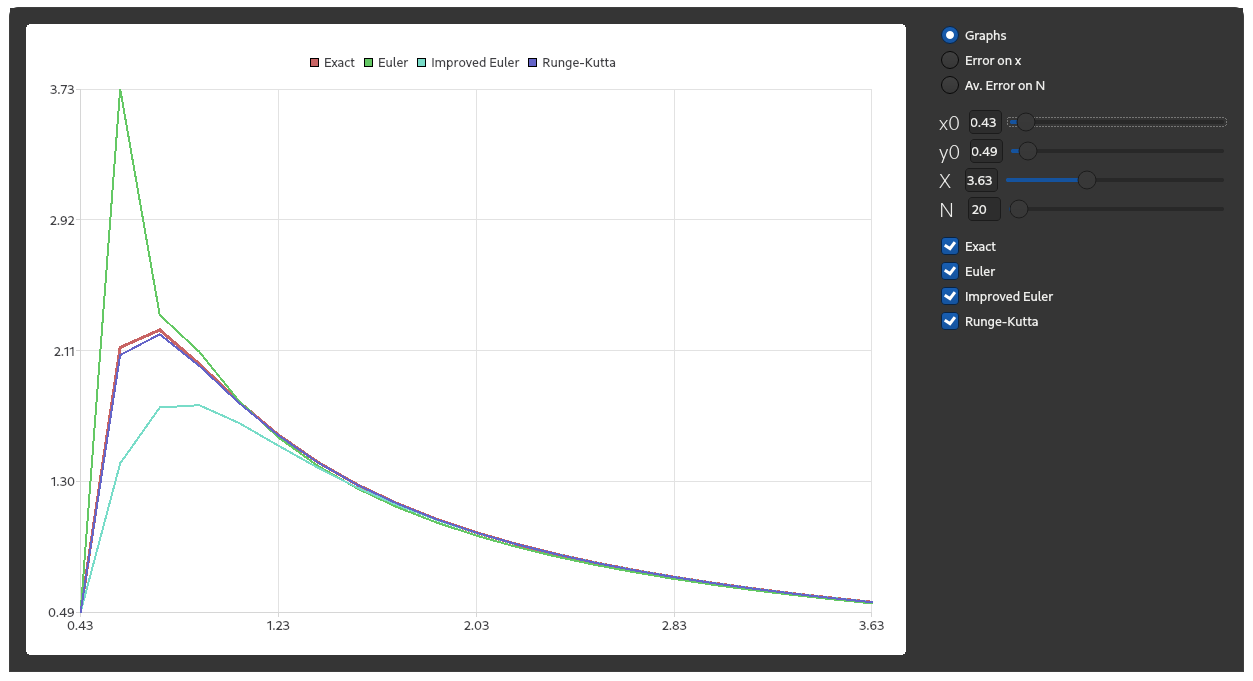 Exact Euler Improved Euler Runge-Kutta
3.73
2.92
2.11
1.30
0.49
0.43 1.23 2.03 2.83 3.63
Graphs
Error on x
Av. Error on N
x0 0.43
y0 0.49
X 3.63
N 20
Exact
Euler
Improved Euler
Runge-Kutta